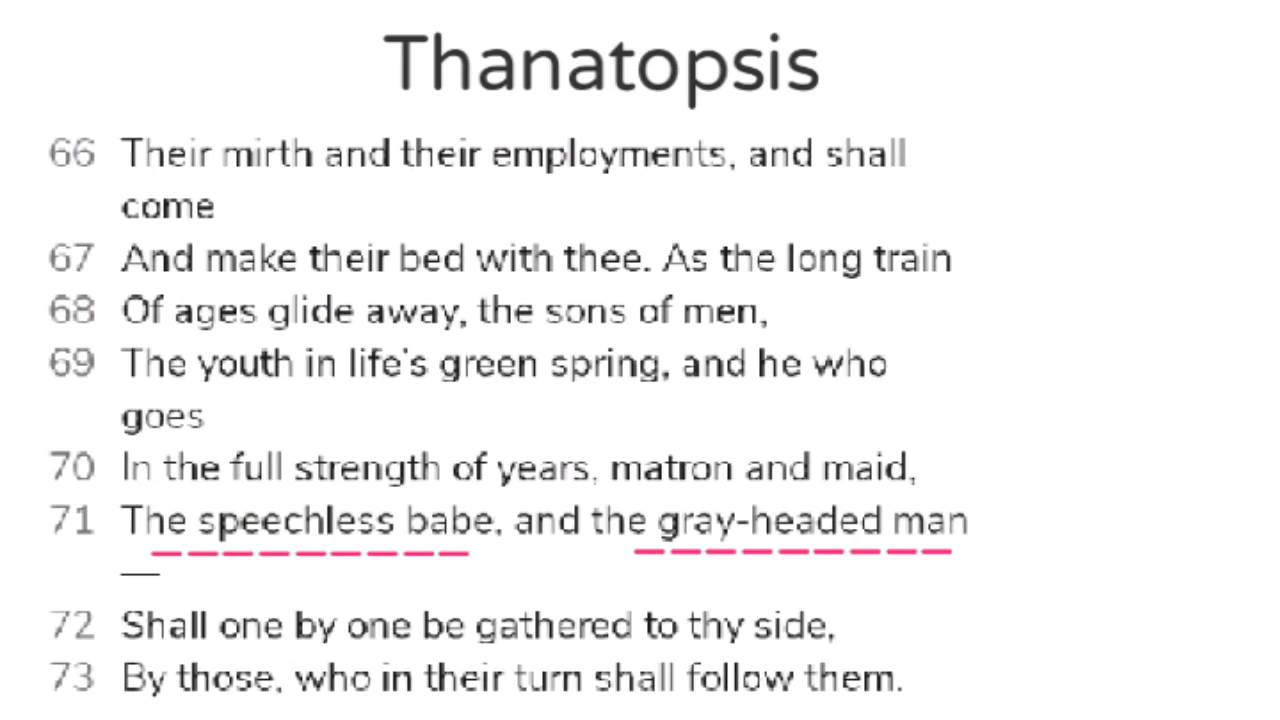 Thanatopsis
66 Their mirth and their employments, and shall
come
67 And make their bed with thee. As the long train
68 Of ages glide away, the sons of men,
69 The youth in life's green spring, and he who
goes
70 In the full strength of years, matron and maid,
71 The speechless babe, and the gray-headed man
—
72 Shall one by one be gathered to thy side,
73 By those, who in their turn shall follow them.